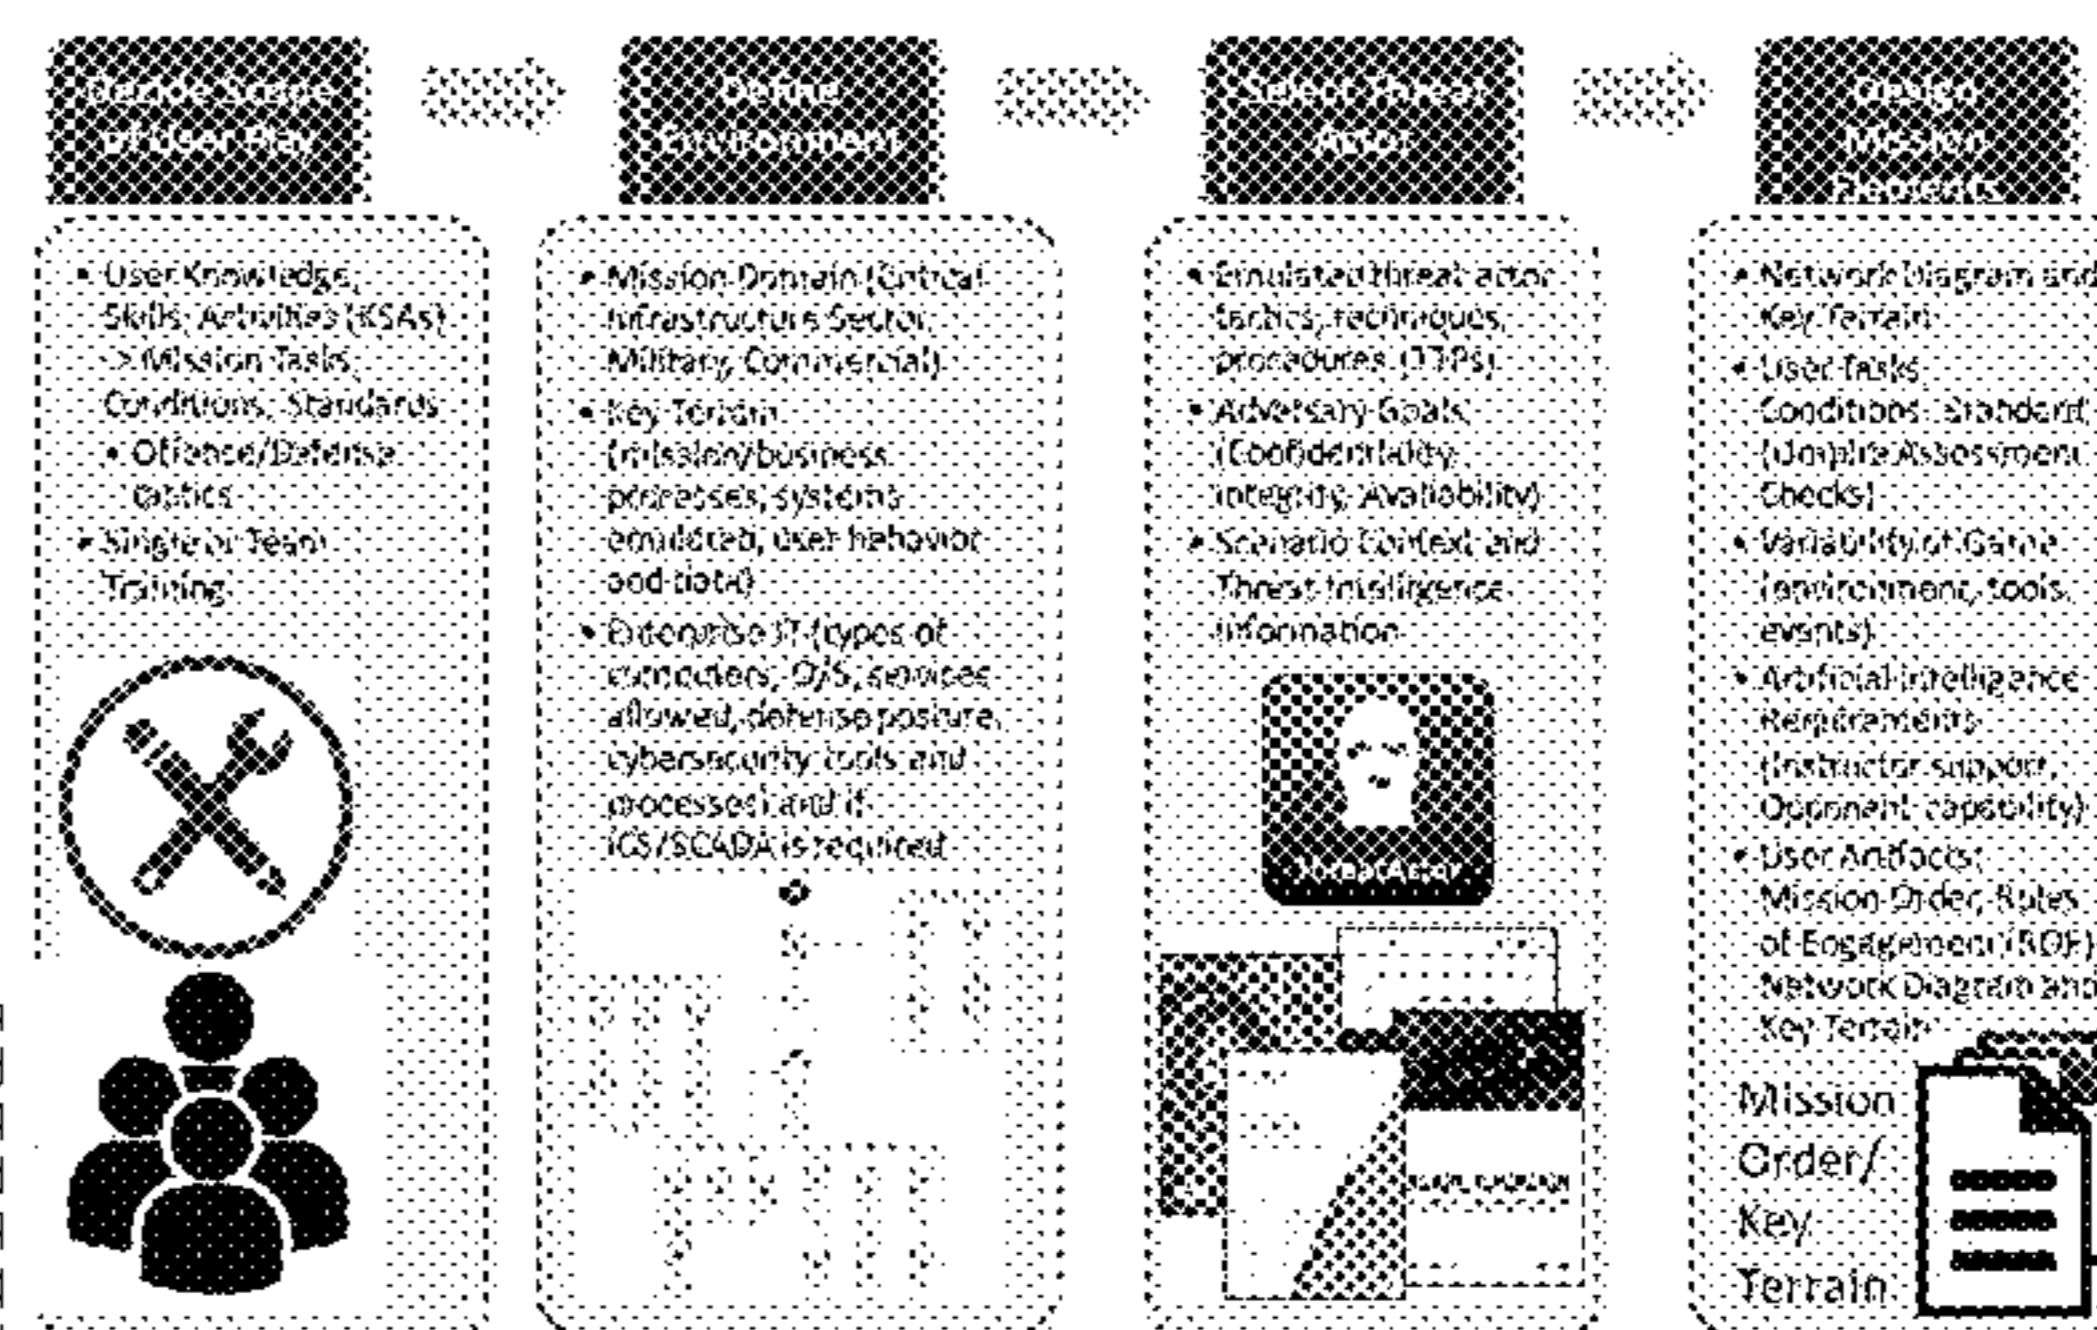 Decide Scope
of User Play
Define
Environment
Select Threat
Actor
Design
Mission
Elements
• User Knowledge,
Skills, Activities (KSAs)
-> Mission Tasks,
Conditions, Standards
• Offence/Defense
tactics
• Single or Team
Training
• Mission Domain (Critical
Infrastructure Sector,
Military, Commercial)
• Key Terrain
(mission/business
processes, systems
emulated, user behavior
and data)
• Enterprise IT (types of
computers, O/S, services
allowed, defense posture,
cybersecurity tools and
processes) and if
ICS/SCADA is required
• Emulated threat actor
tactics, techniques,
procedures (TTPs)
• Adversary Goals
(Confidentiality,
Integrity, Availability)
• Scenario Context and
Threat Intelligence
information
Threat Actor
• Network Diagram and
Key Terrain
• User Tasks,
Conditions, Standard,
(Umpire Assessment
Checks)
• Variability of Game
(environment, tools,
events)
• Artificial Intelligence
Requirements
(Instructor support,
Opponent capability)
• User Artifacts:
Mission Order, Rules
of Engagement (ROE)
Network Diagram and
Key Terrain
Mission
Order/
Key
Terrain